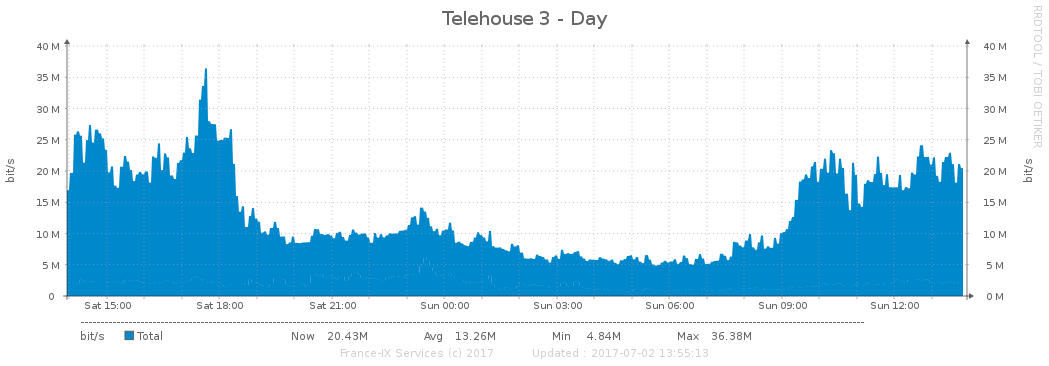 Telehouse 3 - Day
RRDTOOL / TOBI OETIKER
bit/s
bit/s
40 M 40 M
35 M 35 M
30 M 30 M
25 M 25 M
20 M 20 M
15 M 15 M
10 M 10 M
5 M 5 M
0 0 M
Sat 15:00 Sat 18:00 Sat 21:00 Sun 00:00 Sun 03:00 Sun 06:00 Sun 09:00 Sun 12:00
bit/s Total Now 20.43M Avg 13.26M Min 4.84M Max 36.38M
France-IX Services (c) 2017 Updated : 2017-07-02 13:55:13